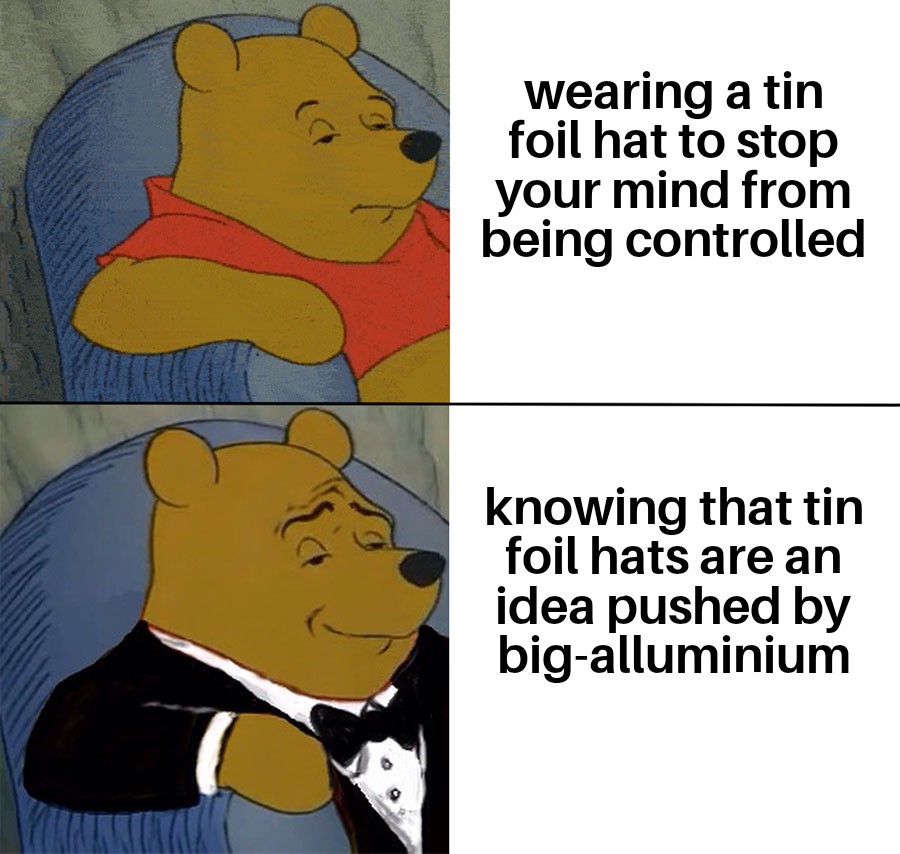 wearing a tin
foil hat to stop
your mind from
being controlled
knowing that tin
foil hats are an
idea pushed by
big-alluminium